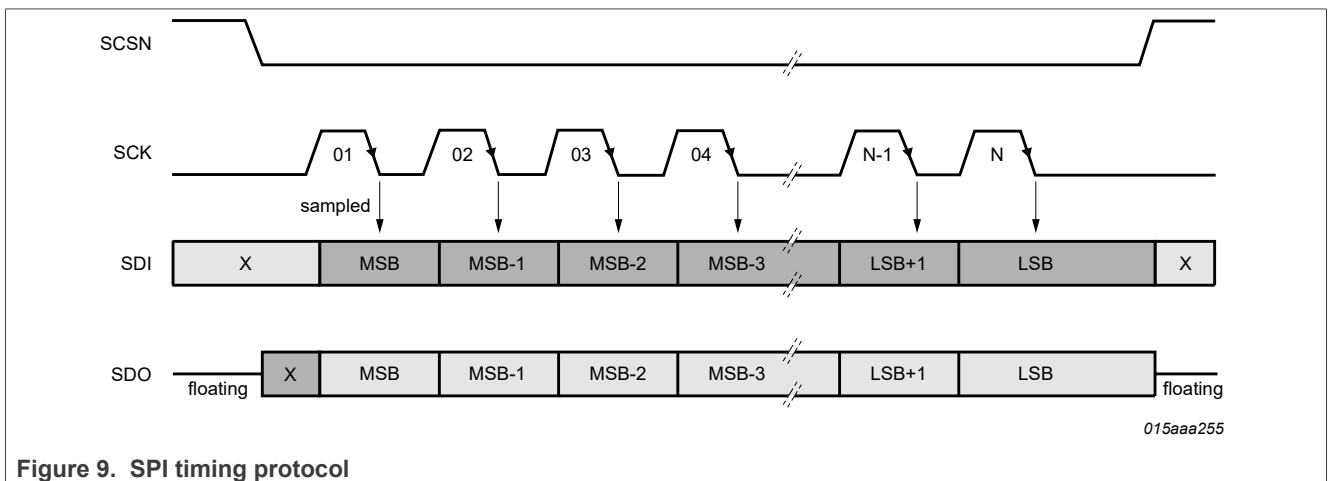 SCSN
SCK
01 02 03 04 N-1 N
sampled
SDI X MSB MSB-1 MSB-2 MSB-3 LSB+1 LSB X
SDO floating X MSB MSB-1 MSB-2 MSB-3 LSB+1 LSB floating
015aaa255
Figure 9. SPI timing protocol